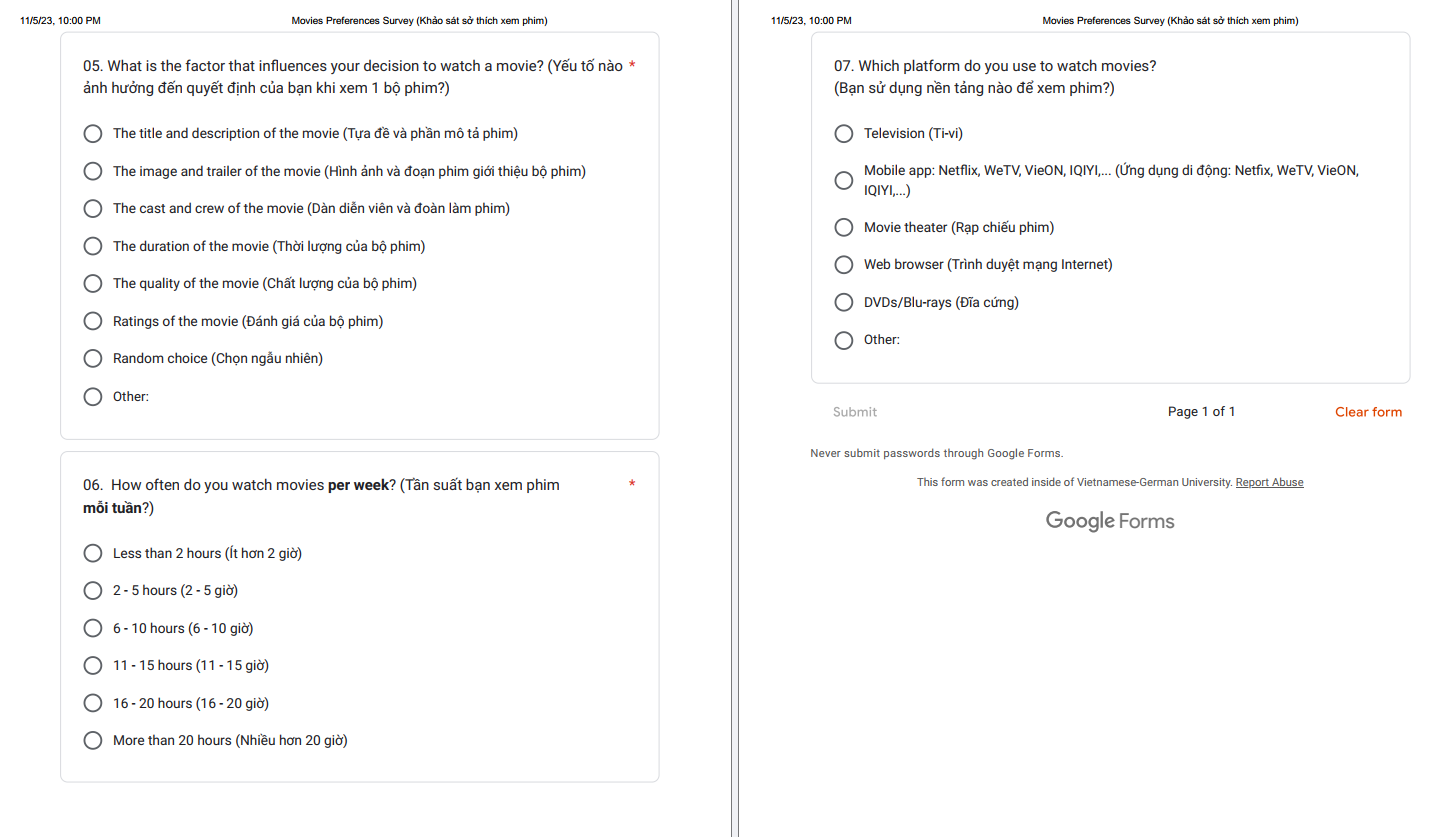 11/5/23, 10:00 PM
Movies Preferences Survey (Khảo sát sở thích xem phim)
05. What is the factor that influences your decision to watch a movie? (Yếu tố nào *
ảnh hưởng đến quyết định của bạn khi xem 1 bộ phim?)
The title and description of the movie (Tựa đề và phần mô tả phim)
The image and trailer of the movie (Hình ảnh và đoạn phim giới thiệu bộ phim)
The cast and crew of the movie (Dàn diễn viên và đoàn làm phim)
The duration of the movie (Thời lượng của bộ phim)
The quality of the movie (Chất lượng của bộ phim)
Ratings of the movie (Đánh giá của bộ phim)
Random choice (Chọn ngẫu nhiên)
Other:
06. How often do you watch movies per week? (Tần suất bạn xem phim *
mỗi tuần?)
Less than 2 hours (Ít hơn 2 giờ)
2 - 5 hours (2 - 5 giờ)
6 - 10 hours (6 - 10 giờ)
11 - 15 hours (11 - 15 giờ)
16 - 20 hours (16 - 20 giờ)
More than 20 hours (Nhiều hơn 20 giờ)
11/5/23, 10:00 PM
Movies Preferences Survey (Khảo sát sở thích xem phim)
07. Which platform do you use to watch movies?
(Bạn sử dụng nền tảng nào để xem phim?)
Television (Ti-vi)
Mobile app: Netflix, WeTV, VieON, IQIYI,... (Ứng dụng di động: Netfix, WeTV, VieON,
IQIYI,...)
Movie theater (Rạp chiếu phim)
Web browser (Trình duyệt mạng Internet)
DVDs/Blu-rays (Đĩa cứng)
Other:
Submit
Page 1 of 1
Clear form
Never submit passwords through Google Forms.
This form was created inside of Vietnamese-German University. Report Abuse
Google Forms